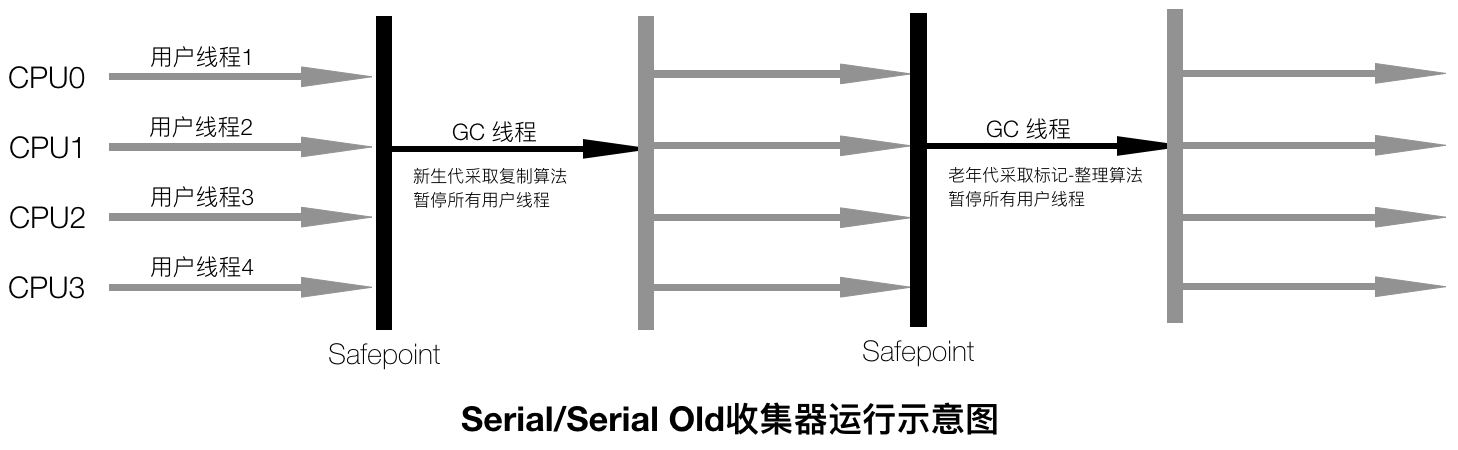 CPU0
用户线程1
CPU1
用户线程2
CPU2
用户线程3
CPU3
用户线程4
Safepoint
GC 线程
新生代采取复制算法
暂停所有用户线程
Safepoint
GC 线程
老年代采取标记-整理算法
暂停所有用户线程
Serial/Serial Old收集器运行示意图